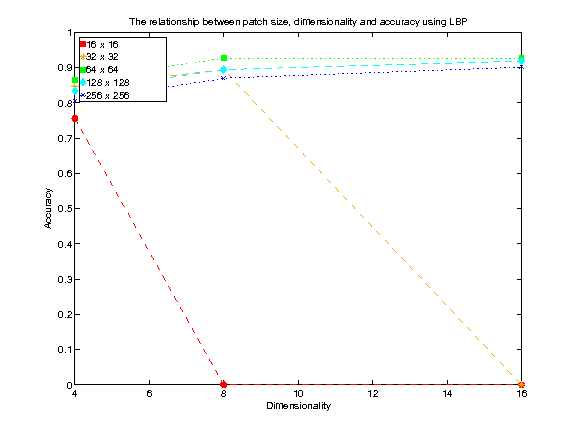 The relationship between patch size, dimensionality and accuracy using LBP
1
0.9
0.8
0.7
0.6
0.5
0.4
0.3
0.2
0.1
0
Accuracy
16 x 16
32 x 32
64 x 64
128 x 128
256 x 256
4
6
8
10
12
14
16
Dimensionality